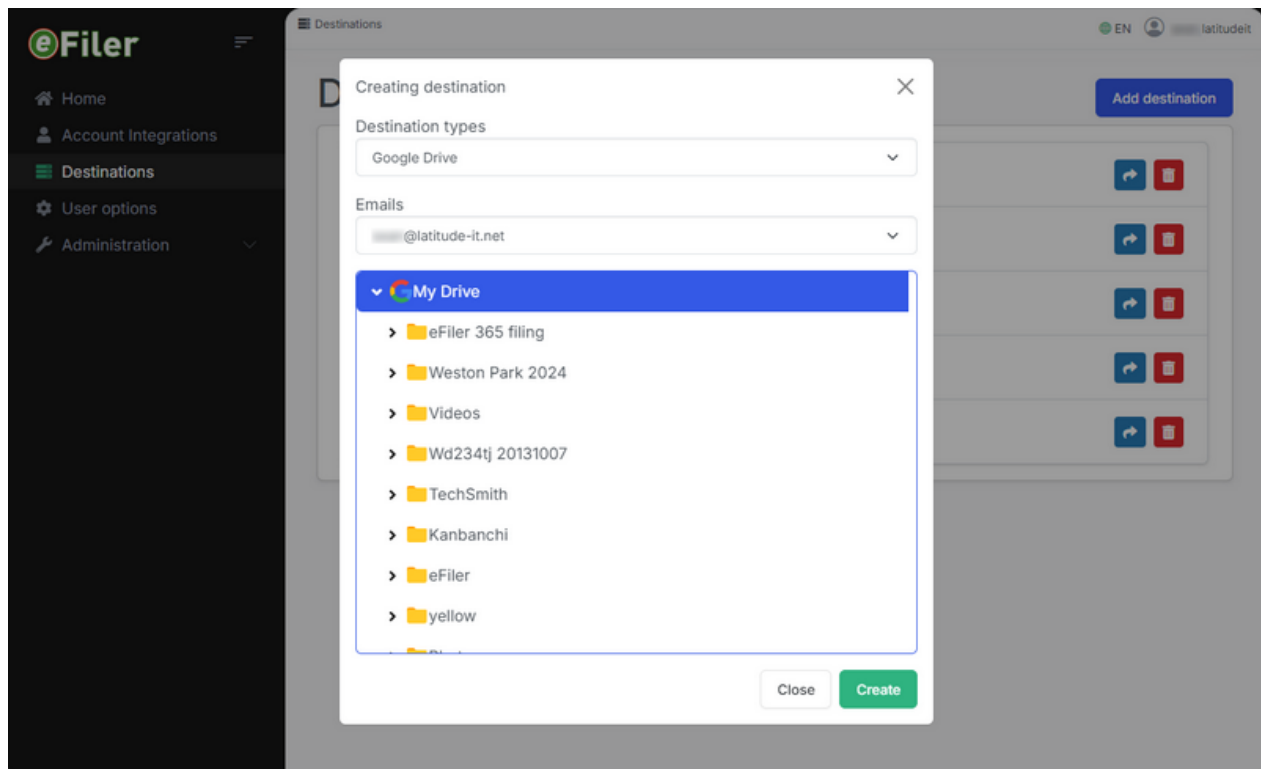 eFiler
Home
Account Integrations
Destinations
User options
Administration
Destinations
EN
latitudeit
D
Add destination
Creating destination
Destination types
Google Drive
Emails
@latitude-it.net
My Drive
eFiler 365 filing
Weston Park 2024
Videos
Wd234tj 20131007
TechSmith
Kanbanchi
eFiler
yellow
Close
Create